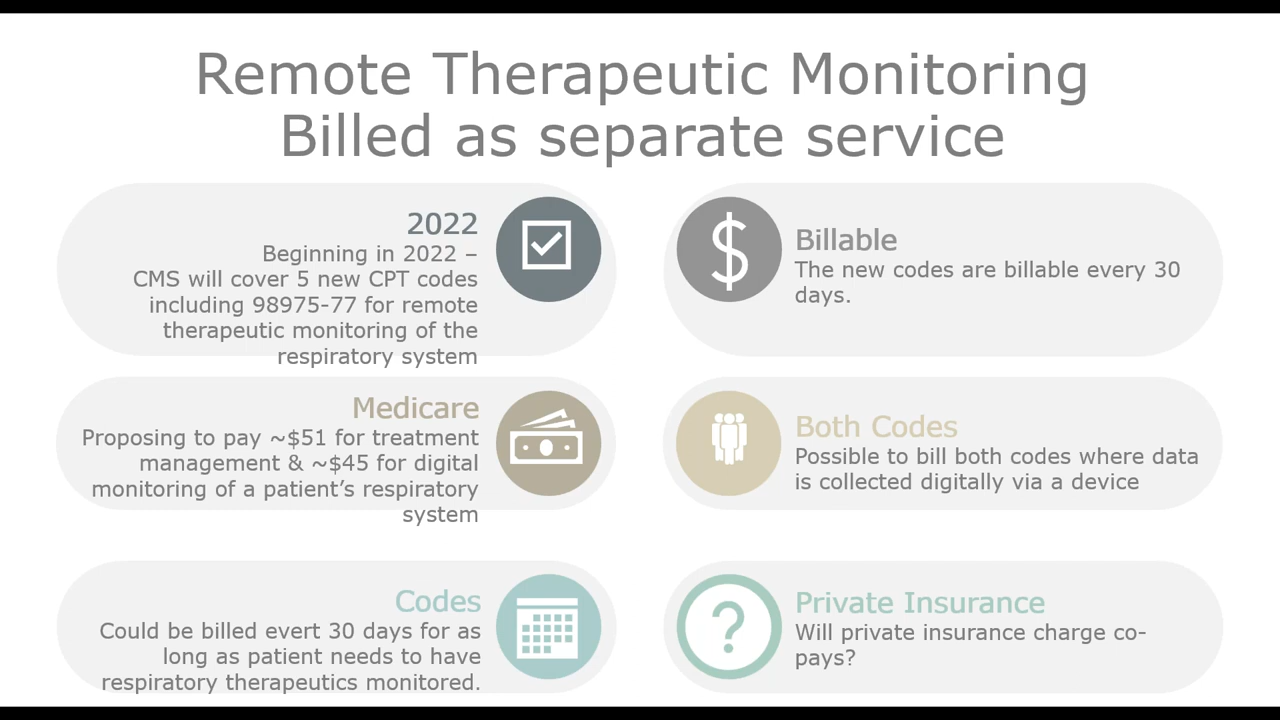 Remote Therapeutic Monitoring
Billed as separate service
2022
Beginning in 2022 –
CMS will cover 5 new CPT codes
including 98975-77 for remote
therapeutic monitoring of the
respiratory system
Billable
The new codes are billable every 30
days.
Medicare
Proposing to pay ~$51 for treatment
management & ~$45 for digital
monitoring of a patient’s respiratory
system
Both Codes
Possible to bill both codes where data
is collected digitally via a device
Codes
Could be billed evert 30 days for as
long as patient needs to have
respiratory therapeutics monitored.
Private Insurance
Will private insurance charge co-
pays?